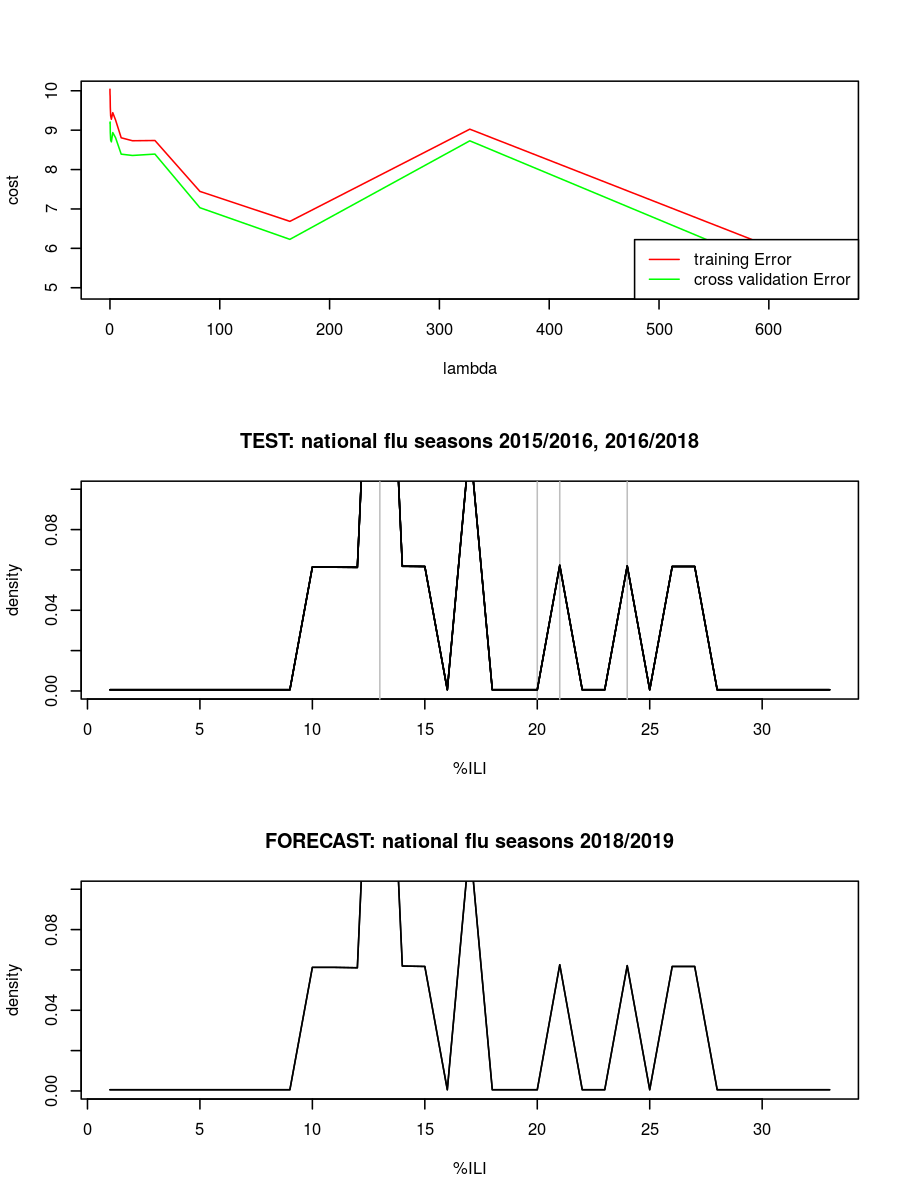 10
9
8
7
6
5
cost
training Error
cross validation Error
0 100 200 300 400 500 600
lambda
TEST: national flu seasons 2015/2016, 2016/2018
0.08
0.04
0.00
density
0 5 10 15 20 25 30
%ILI
FORECAST: national flu seasons 2018/2019
0.08
0.04
0.00
density
0 5 10 15 20 25 30
%ILI